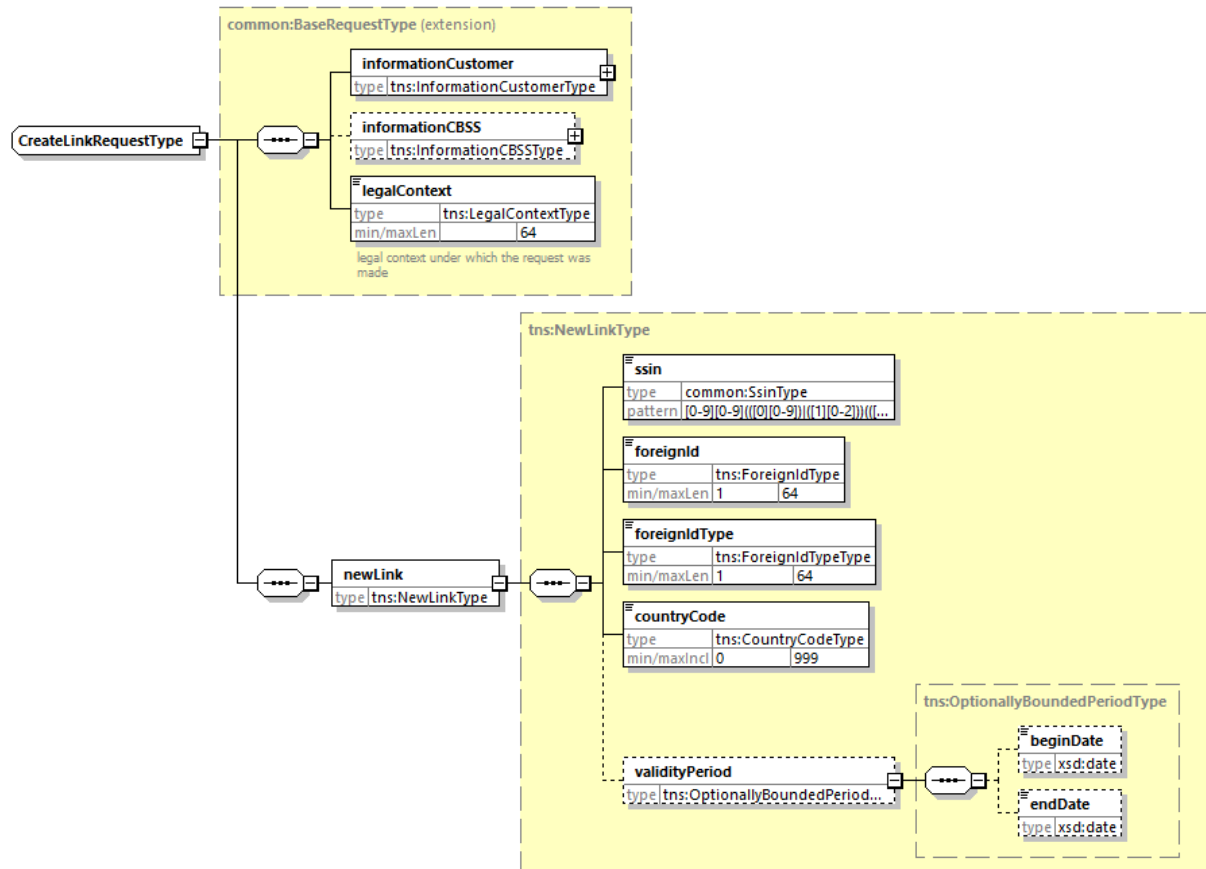 common:BaseRequestType (extension)
informationCustomer
type tns:InformationCustomerType
CreateLinkRequestType
informationCBSS
type tns:InformationCBSSType
legalContext
type tns:LegalContextType
min/maxLen 64
legal context under which the request was
made
tns:NewLinkType
ssin
type common:SsinType
pattern [0-9][0-9](([0][0-9])|([1][0-2]))(([...
foreignId
type tns:ForeignIdType
min/maxLen 1 64
foreignIdType
type tns:ForeignIdTypeType
min/maxLen 1 64
newLink
type tns:NewLinkType
countryCode
type tns:CountryCodeType
min/maxIncl 0 999
tns:OptionallyBoundedPeriodType
beginDate
type xsd:date
validityPeriod
type tns:OptionallyBoundedPeriod...
endDate
type xsd:date